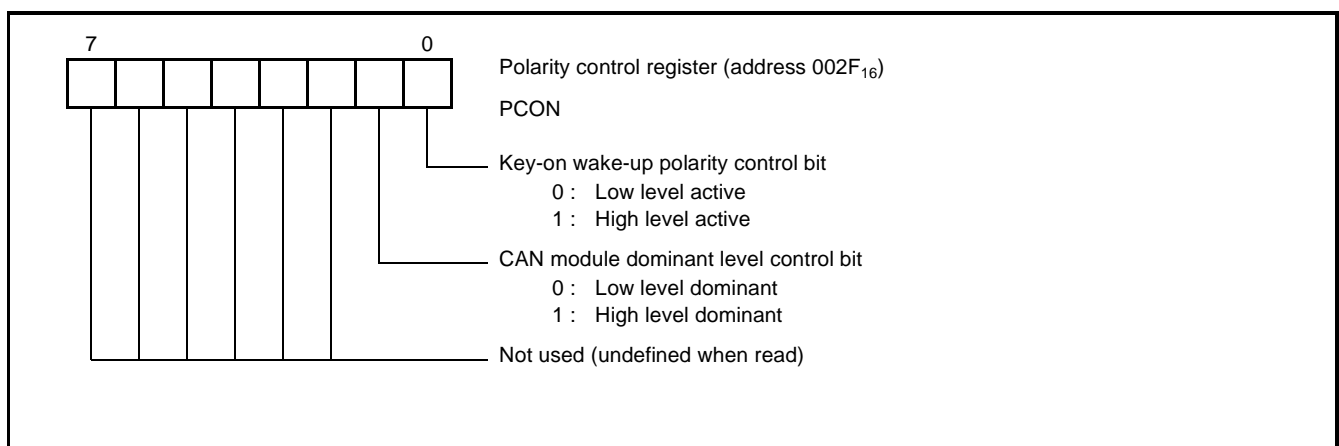 7 0
Polarity control register (address 002F16)
PCON
Key-on wake-up polarity control bit
0 : Low level active
1 : High level active
CAN module dominant level control bit
0 : Low level dominant
1 : High level dominant
Not used (undefined when read)